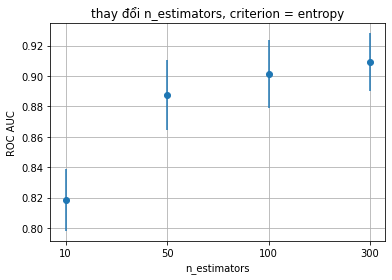 thay đổi n_estimators, criterion = entropy
0.92
0.90
0.88
0.86
0.84
0.82
0.80
ROC AUC
10 50 100 300
n_estimators